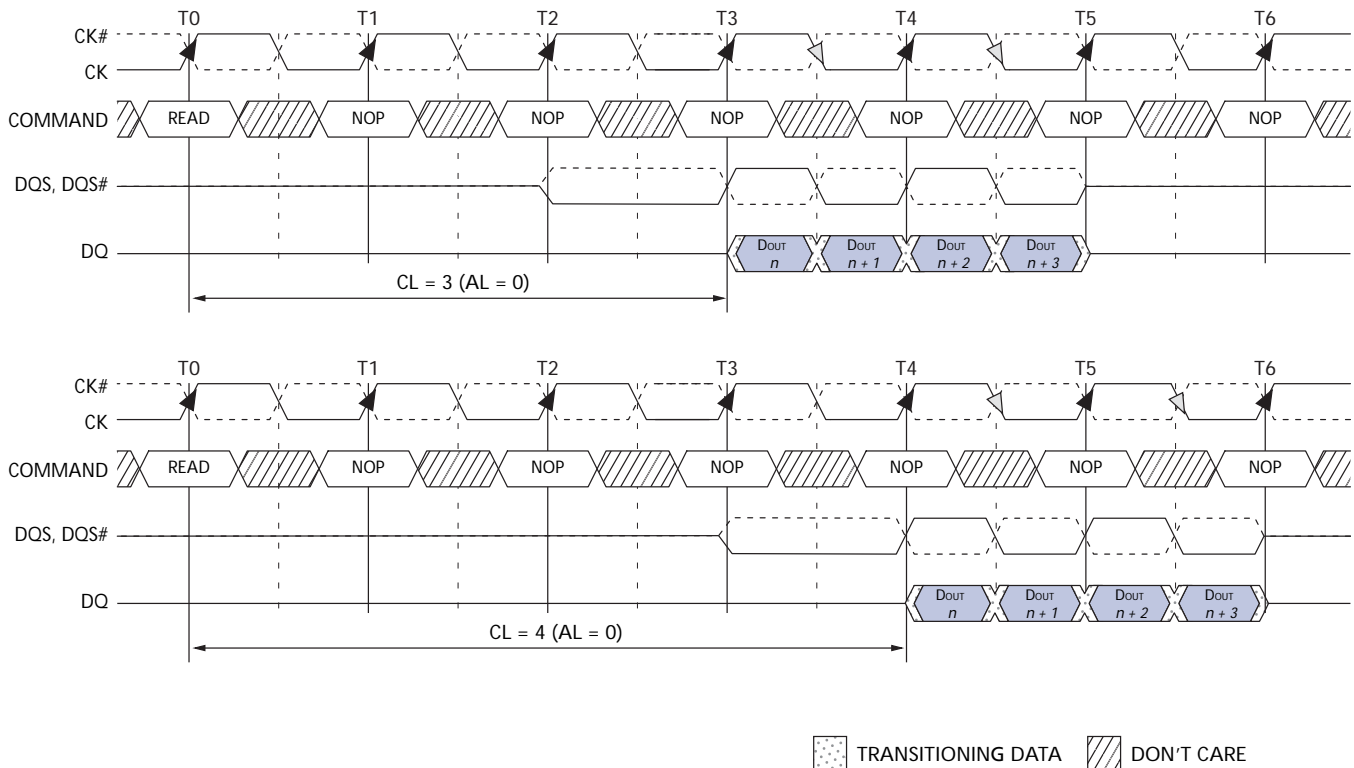 T0 T1 T2 T3 T4 T5 T6
CK#
CK
COMMAND READ NOP NOP NOP NOP NOP NOP
DQS, DQS#
DQ DOUT n DOUT n + 1 DOUT n + 2 DOUT n + 3
CL = 3 (AL = 0)
T0 T1 T2 T3 T4 T5 T6
CK#
CK
COMMAND READ NOP NOP NOP NOP NOP NOP
DQS, DQS#
DQ DOUT n DOUT n + 1 DOUT n + 2 DOUT n + 3
CL = 4 (AL = 0)
TRANSITIONING DATA DON'T CARE